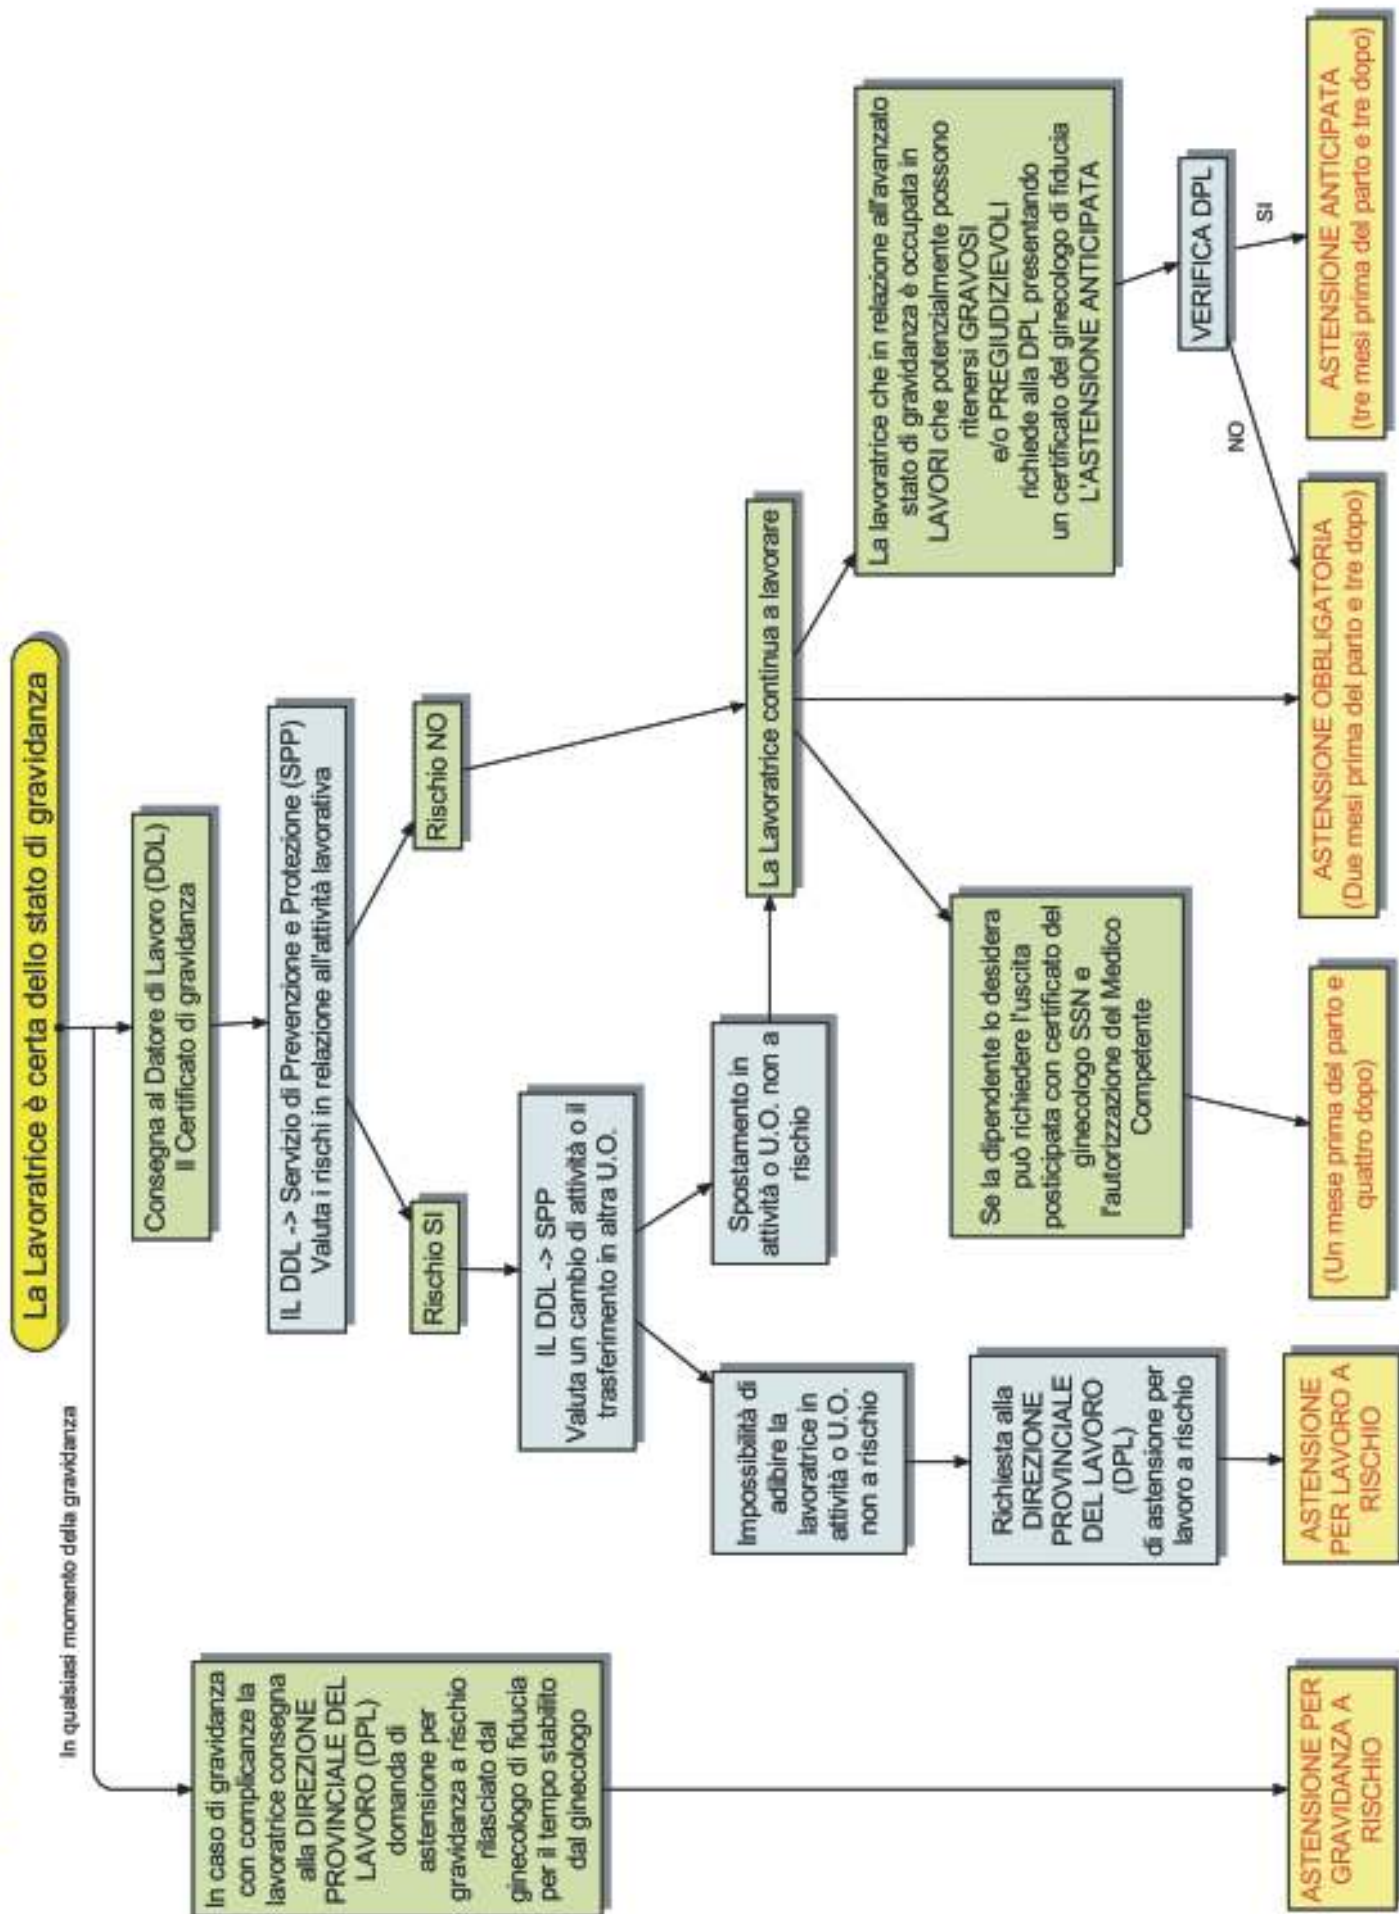 La Lavoratrice è certa dello stato di gravidanza
In qualsiasi momento della gravidanza
Consegna al Datore di Lavoro (DDL)
Il Certificato di gravidanza
IL DDL -> Servizio di Prevenzione e Protezione (SPP)
Valuta i rischi in relazione all'attività lavorativa
Rischio SI
Rischio NO
IL DDL -> SPP
Valuta un cambio di attività o il
trasferimento in altra U.O.
In caso di gravidanza
con complicanze la
lavoratrice consegna
alla DIREZIONE
PROVINCIALE DEL
LAVORO (DPL)
domanda di
astensione per
gravidanza a rischio
rilasciato dal
ginecologo di fiducia
per il tempo stabilito
dal ginecologo
Impossibilità di
adibire la
lavoratrice in
attività o U.O.
non a rischio
Spostamento in
attività o U.O. non a
rischio
La Lavoratrice continua a lavorare
Richiesta alla
DIREZIONE
PROVINCIALE
DEL LAVORO
(DPL)
di astensione per
lavoro a rischio
Se la dipendente lo desidera
può richiedere l'uscita
posticipata con certificato del
ginecologo SSN e
l'autorizzazione del Medico
Competente
La lavoratrice che in relazione all'avanzato
stato di gravidanza è occupata in
LAVORI che potenzialmente possono
ritenersi GRAVOSI
e/o PREGIUDIZIEVOLI
richiede alla DPL presentando
un certificato del ginecologo di fiducia
L'ASTENSIONE ANTICIPATA
VERIFICA DPL
NO
SI
ASTENSIONE PER
GRAVIDANZA A
RISCHIO
ASTENSIONE
PER LAVORO A
RISCHIO
(Un mese prima del parto e
quattro dopo)
ASTENSIONE OBBLIGATORIA
(Due mesi prima del parto e tre dopo)
ASTENSIONE ANTICIPATA
(tre mesi prima del parto e tre dopo)